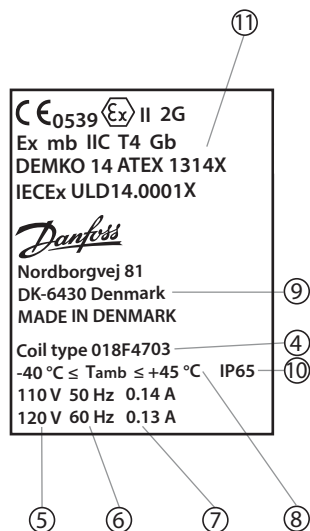 ⑪
CE0539 Ex II 2G
Ex mb IIC T4 Gb
DEMKO 14 ATEX 1314X
IECEx ULD14.0001X
Danfoss
Nordborgvej 81
DK-6430 Denmark ⑨
MADE IN DENMARK
Coil type 018F4703 ④
-40 °C ≤ Tamb ≤ +45 °C IP65 ⑩
110 V 50 Hz 0.14 A
120 V 60 Hz 0.13 A
⑤ ⑥ ⑦ ⑧